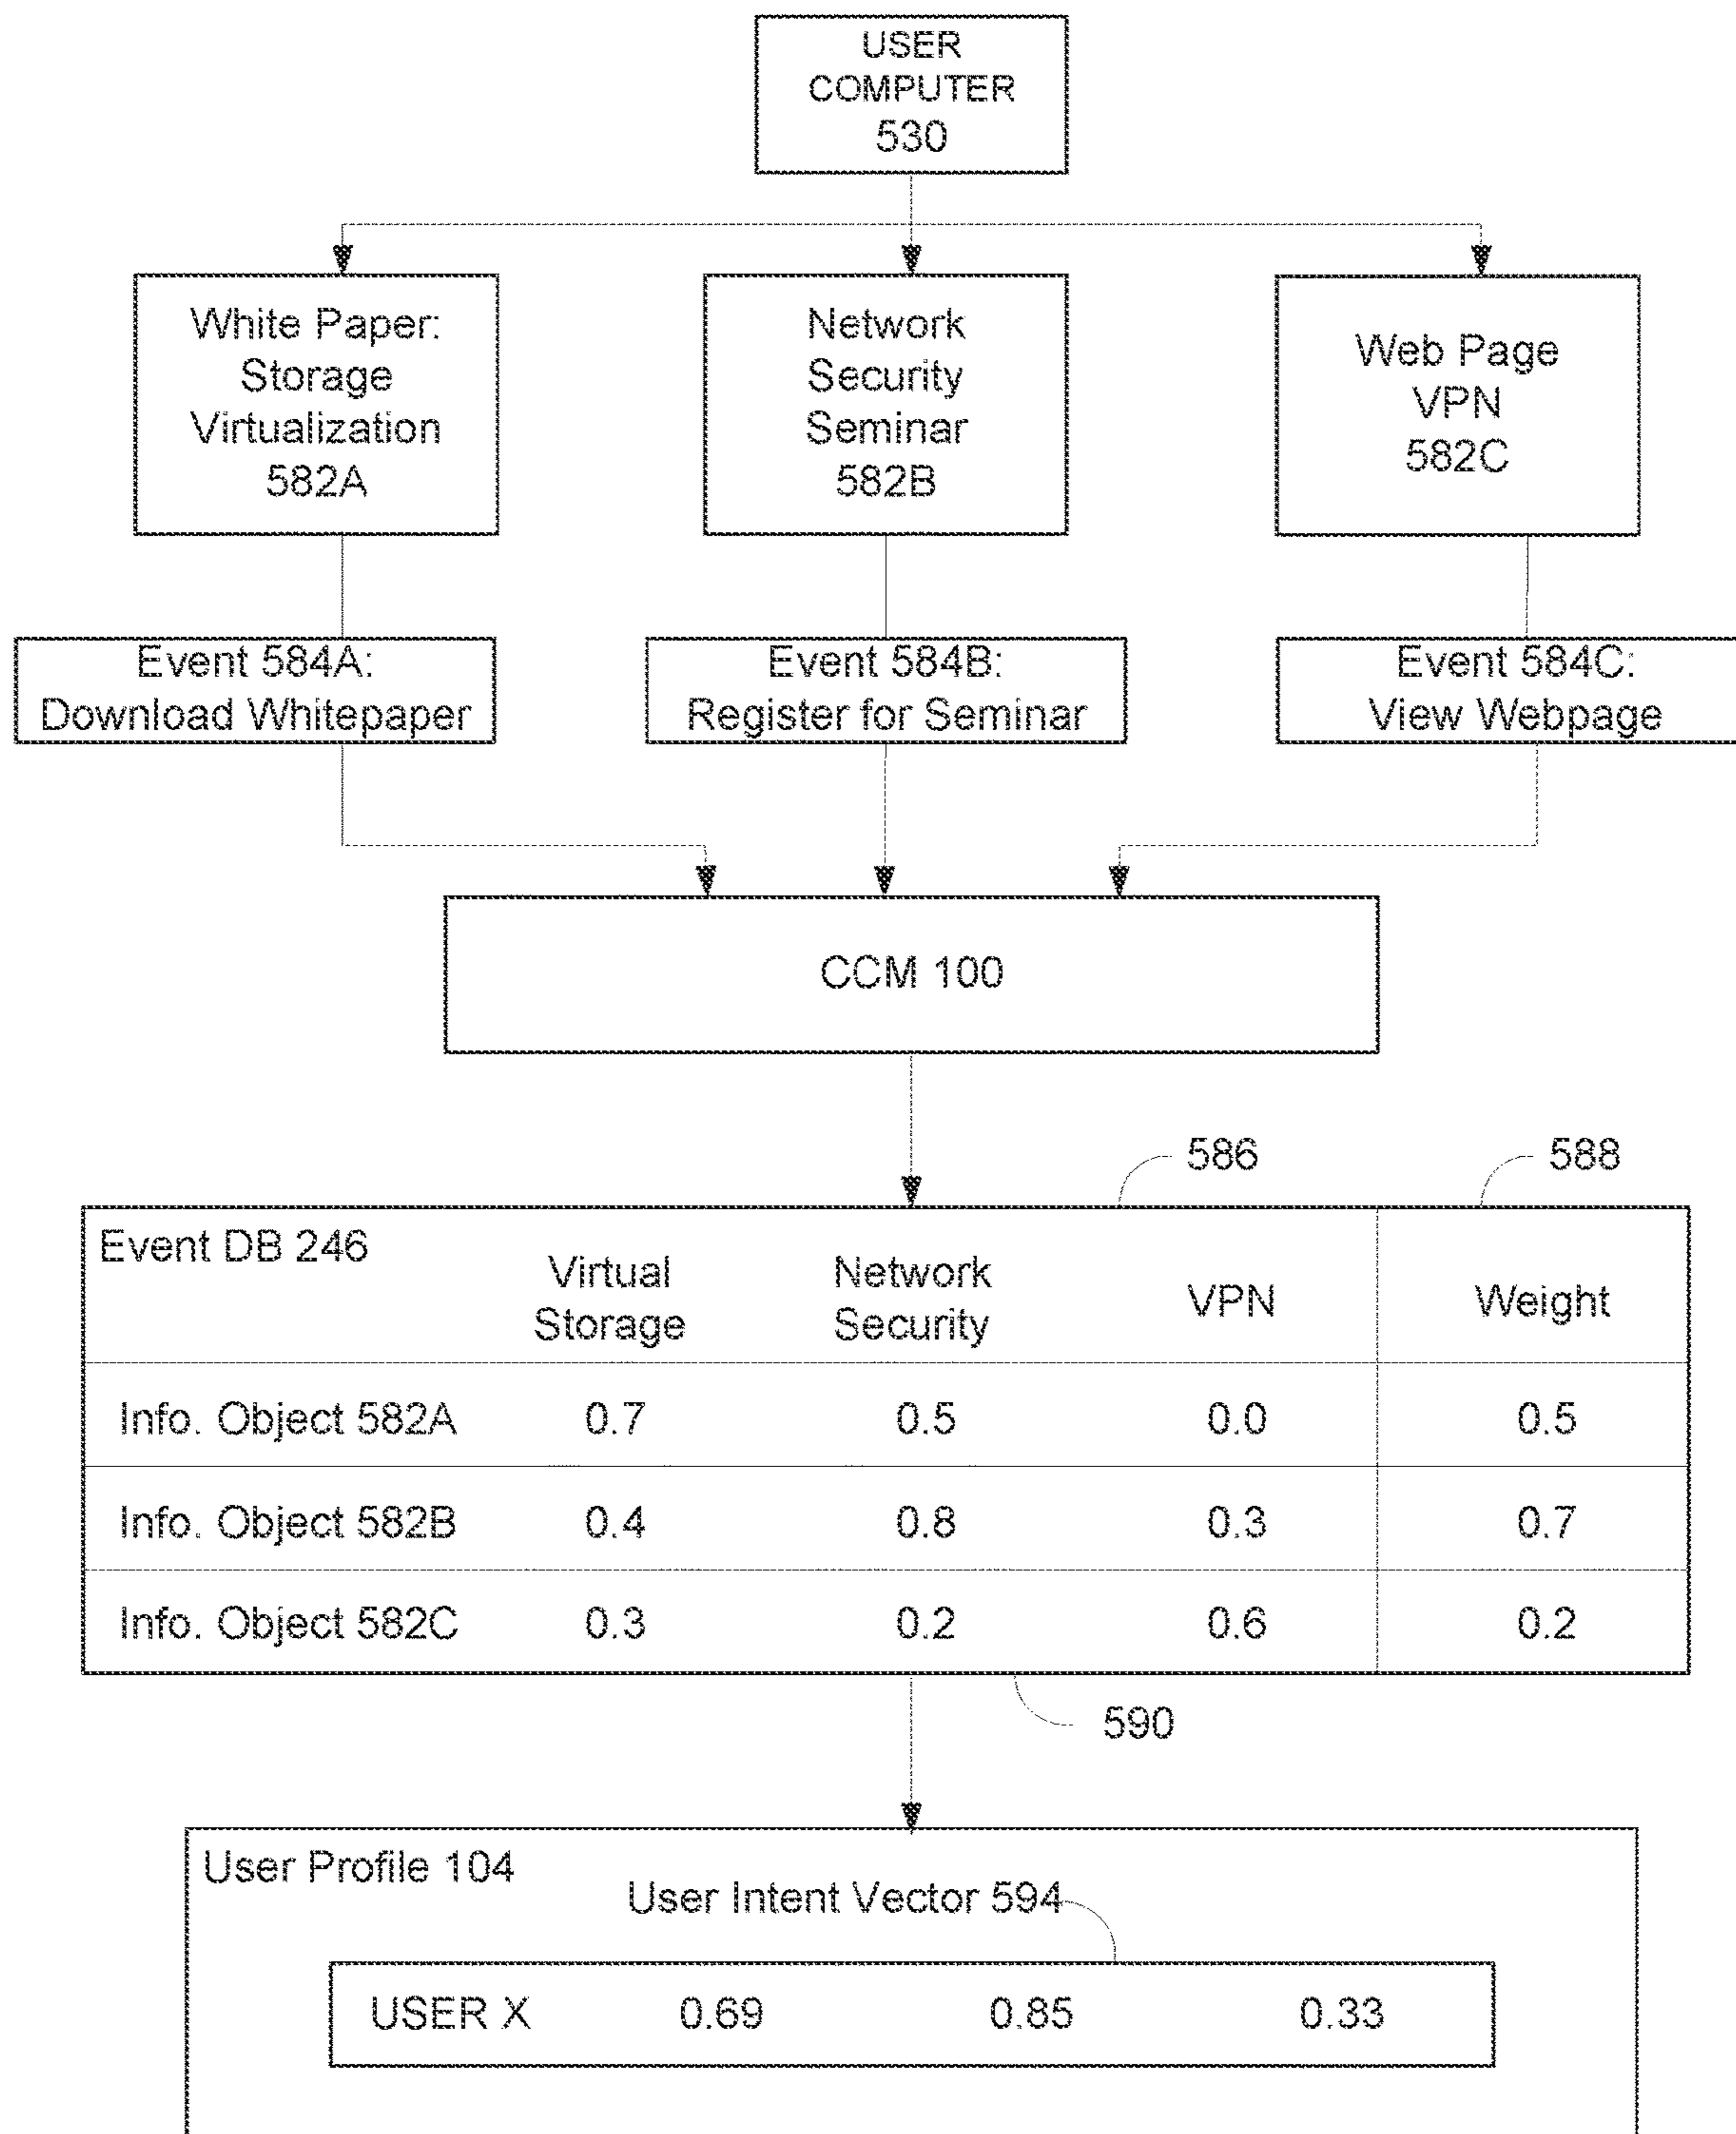 USER
COMPUTER
530
White Paper:
Storage
Virtualization
582A
Network
Security
Seminar
582B
Web Page
VPN
582C
Event 584A:
Download Whitepaper
Event 584B:
Register for Seminar
Event 584C:
View Webpage
CCM 100
586
588
Event DB 246
Virtual
Storage
Network
Security
VPN
Weight
Info. Object 582A 0.7 0.5 0.0 0.5
Info. Object 582B 0.4 0.8 0.3 0.7
Info. Object 582C 0.3 0.2 0.6 0.2
590
User Profile 104
User Intent Vector 594
USER X 0.69 0.85 0.33